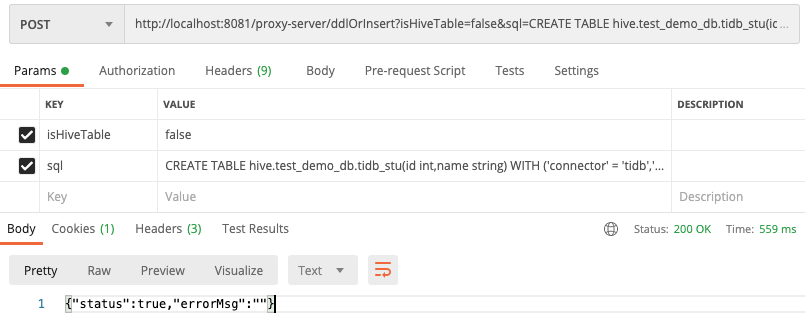 POST http://localhost:8081/proxy-server/ddlOrInsert?isHiveTable=false&sql=CREATE TABLE hive.test_demo_db.tidb_stu(id ...
Params Authorization Headers (9) Body Pre-request Script Tests Settings
KEY VALUE DESCRIPTION
isHiveTable false
sql CREATE TABLE hive.test_demo_db.tidb_stu(id int,name string) WITH ('connector' = 'tidb','...
Key Value Description
Body Cookies (1) Headers (3) Test Results Status: 200 OK Time: 559 ms
Pretty Raw Preview Visualize Text
1 {"status":true,"errorMsg":""}